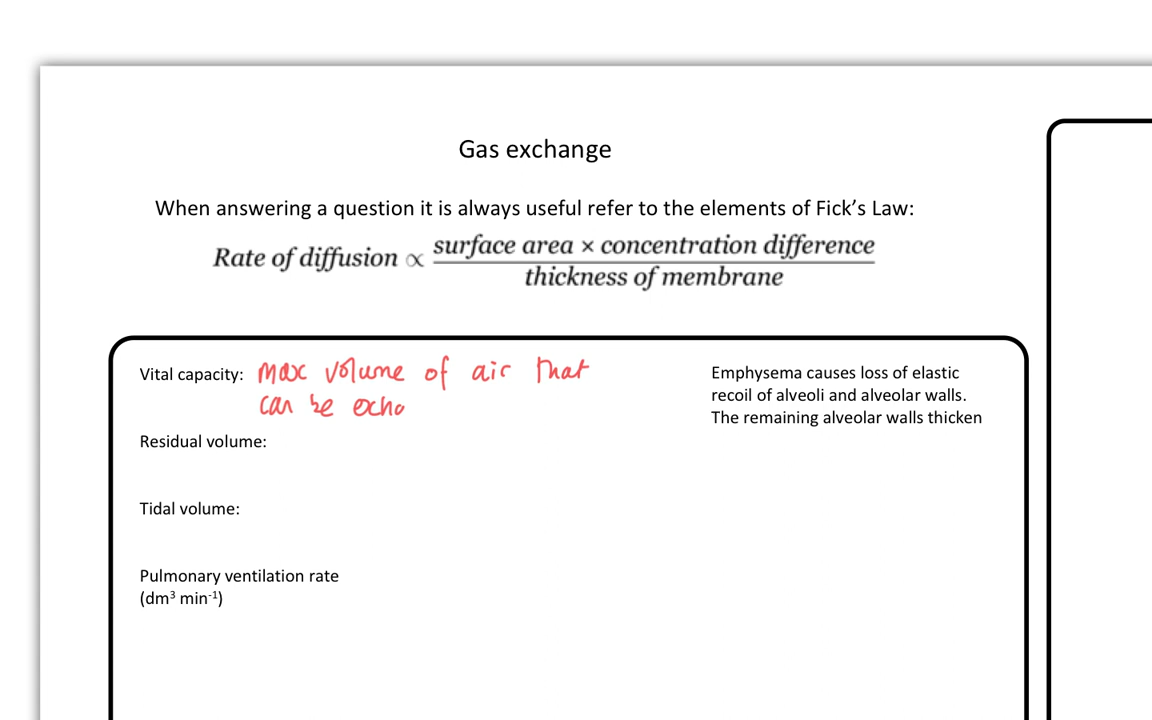 Gas exchange
When answering a question it is always useful refer to the elements of Fick's Law:
Rate of diffusion ∝ surface area × concentration difference
thickness of membrane
Vital capacity: max volume of air that
can be echa
Residual volume:
Tidal volume:
Pulmonary ventilation rate
(dm³ min⁻¹)
Emphysema causes loss of elastic
recoil of alveoli and alveolar walls.
The remaining alveolar walls thicken